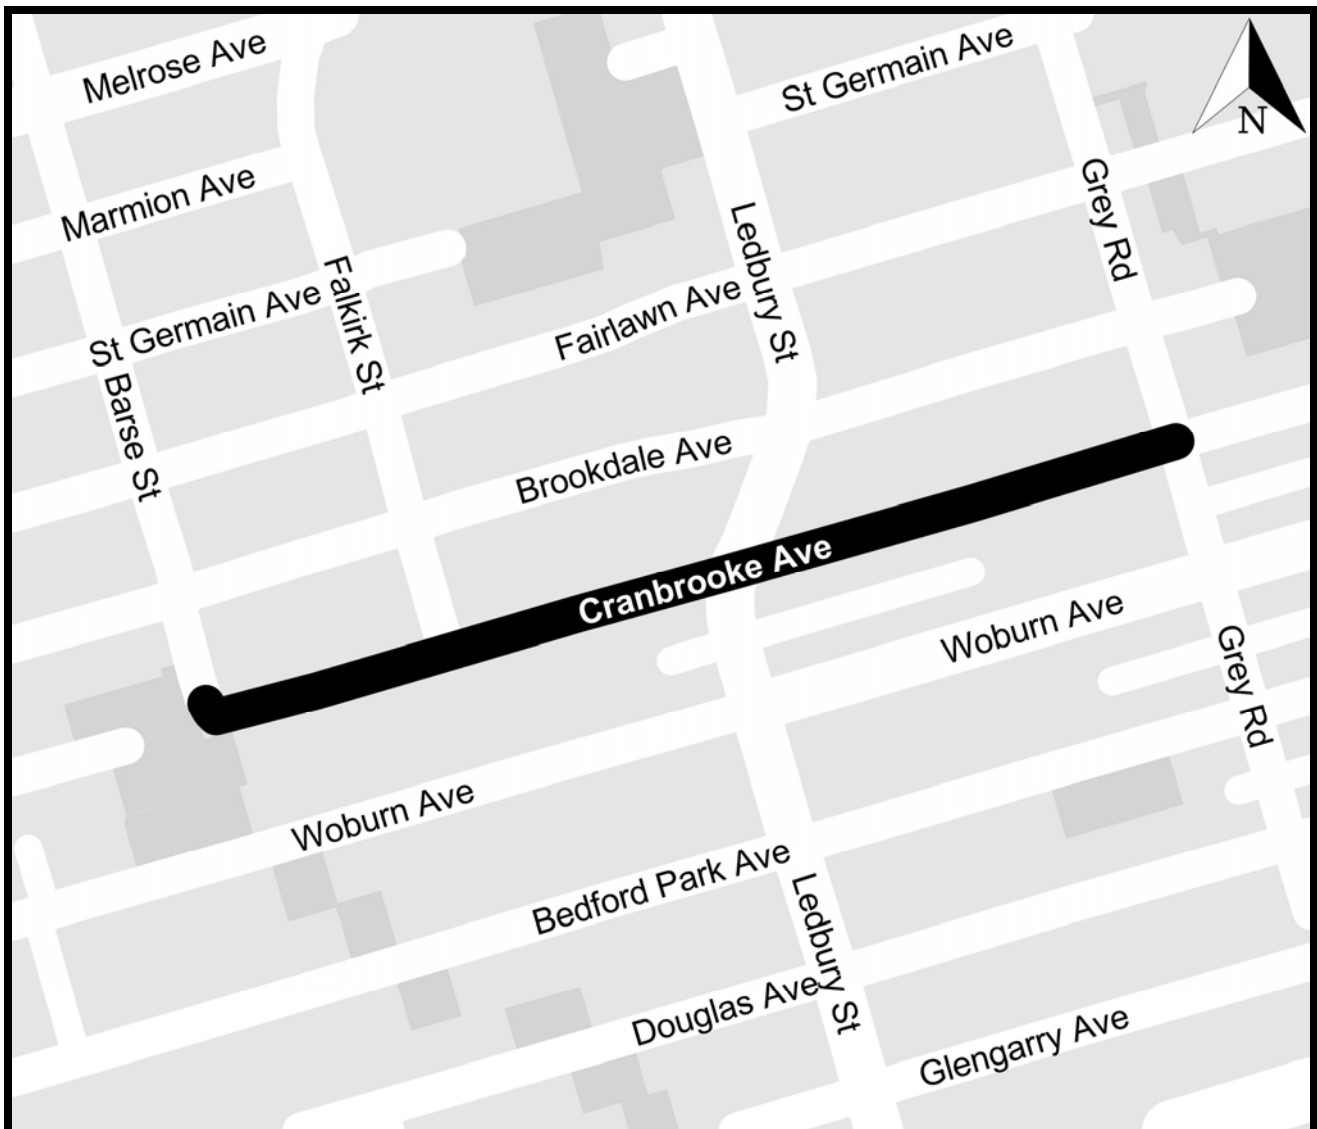 Melrose Ave
St Germain Ave
N
Marmion Ave
Grey Rd
Ledbury St
Falkirk St
St Germain Ave
Fairlawn Ave
Barse St
Brookdale Ave
Cranbrooke Ave
Woburn Ave
Grey Rd
Woburn Ave
Bedford Park Ave
Ledbury St
Douglas Ave
Glengarry Ave